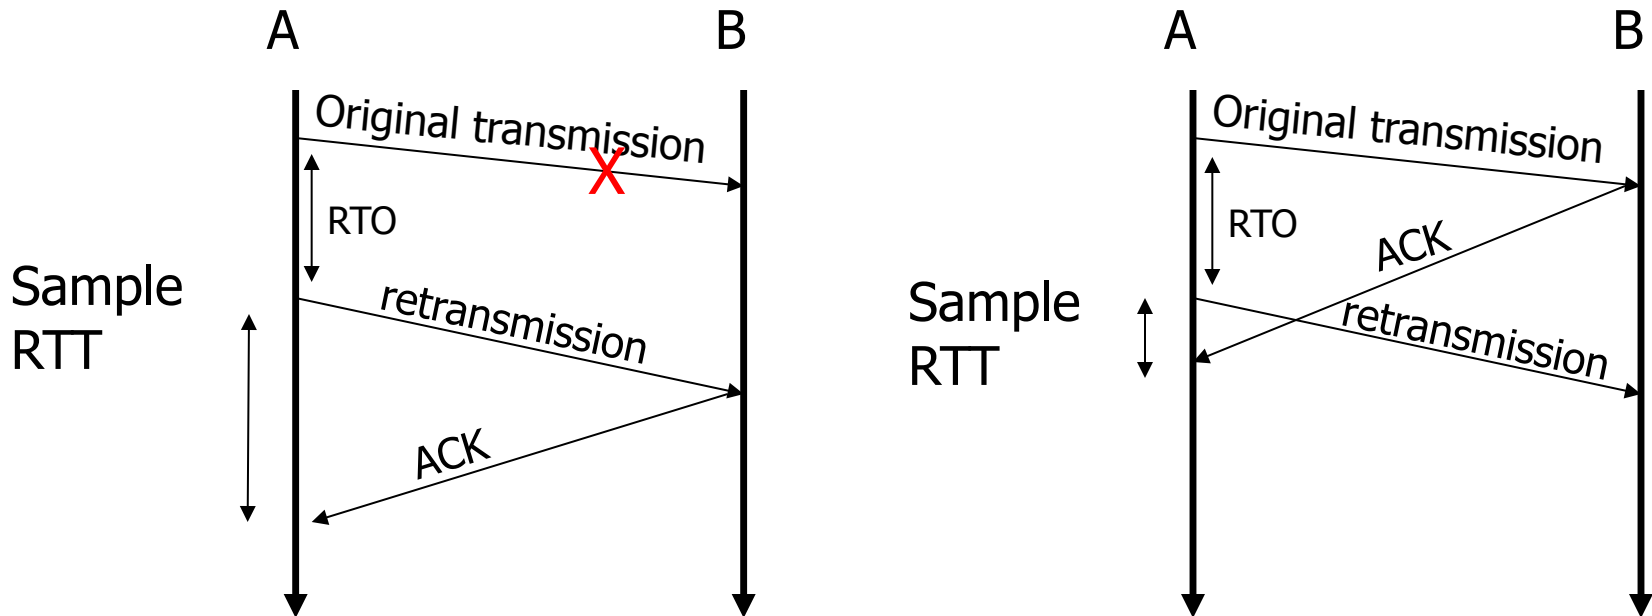 A
B
Original transmission
X
RTO
Sample
RTT
retransmission
ACK
A
B
Original transmission
RTO
ACK
Sample
RTT
retransmission